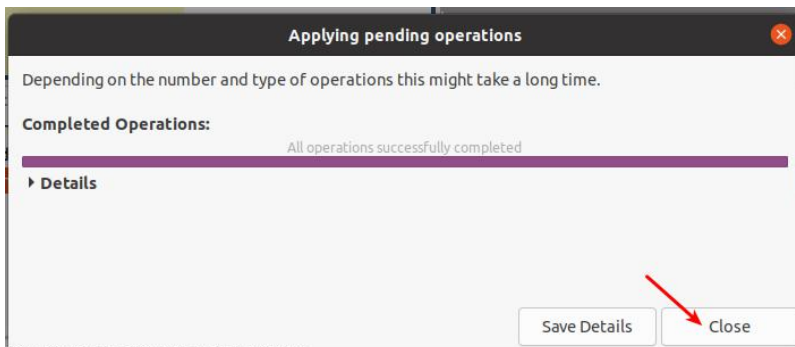 Applying pending operations
Depending on the number and type of operations this might take a long time.
Completed Operations:
All operations successfully completed
Details
Save Details
Close